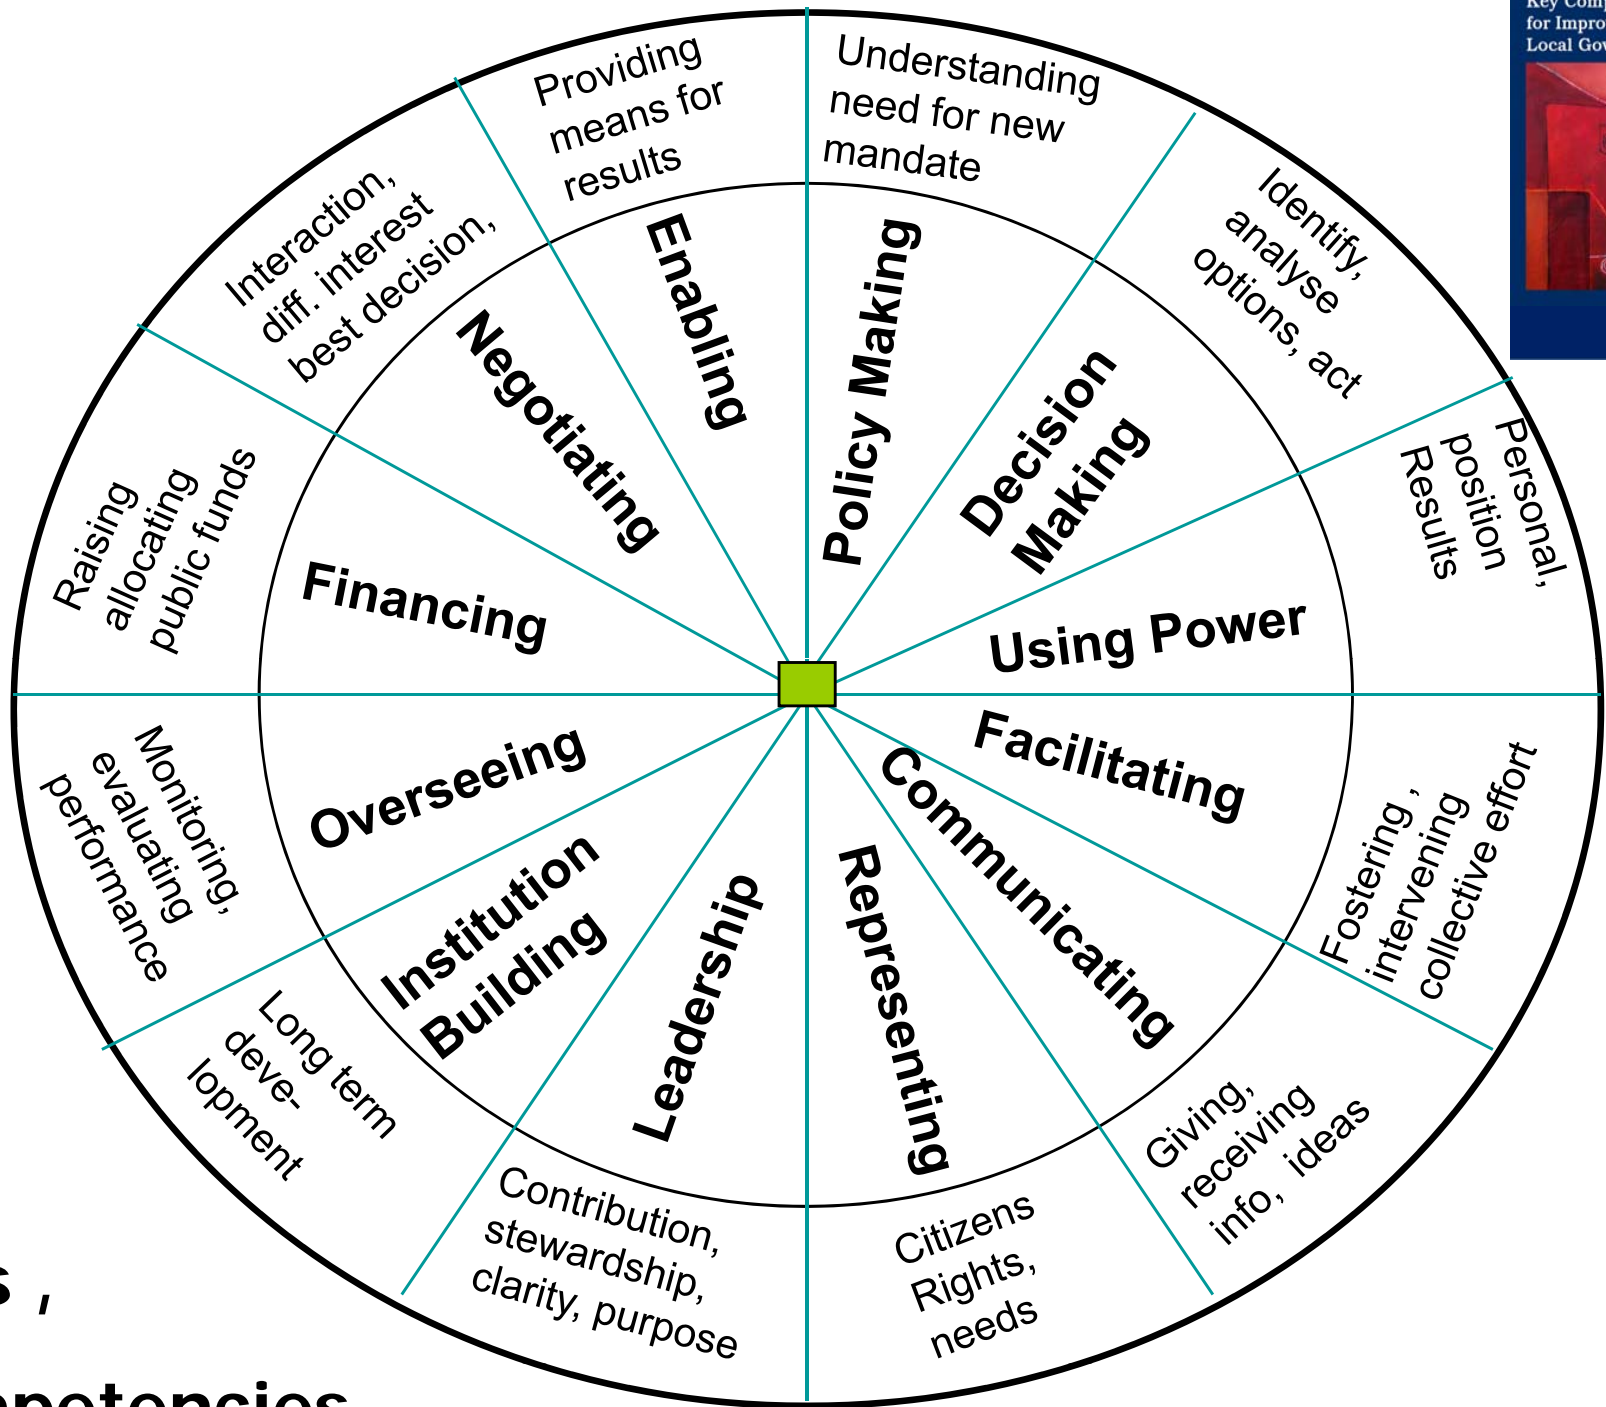 for
Providing
means for
results
Enabling
Understanding
need for new
mandate
Policy Making
Identify,
analyse
options, act
Decision
Making
Personal,
position
Results
Using Power
Fostering ,
intervening
collective effort
Facilitating
Giving,
receiving
info, ideas
Communicating
Citizens
Rights,
needs
Representing
Contribution,
stewardship,
clarity, purpose
Leadership
Long term
deve-
lopment
Institution
Building
Monitoring,
evaluating
performance
Overseeing
Raising
allocating
public funds
Financing
Interaction,
diff. interest
best decision,
Negotiating
Key
Local